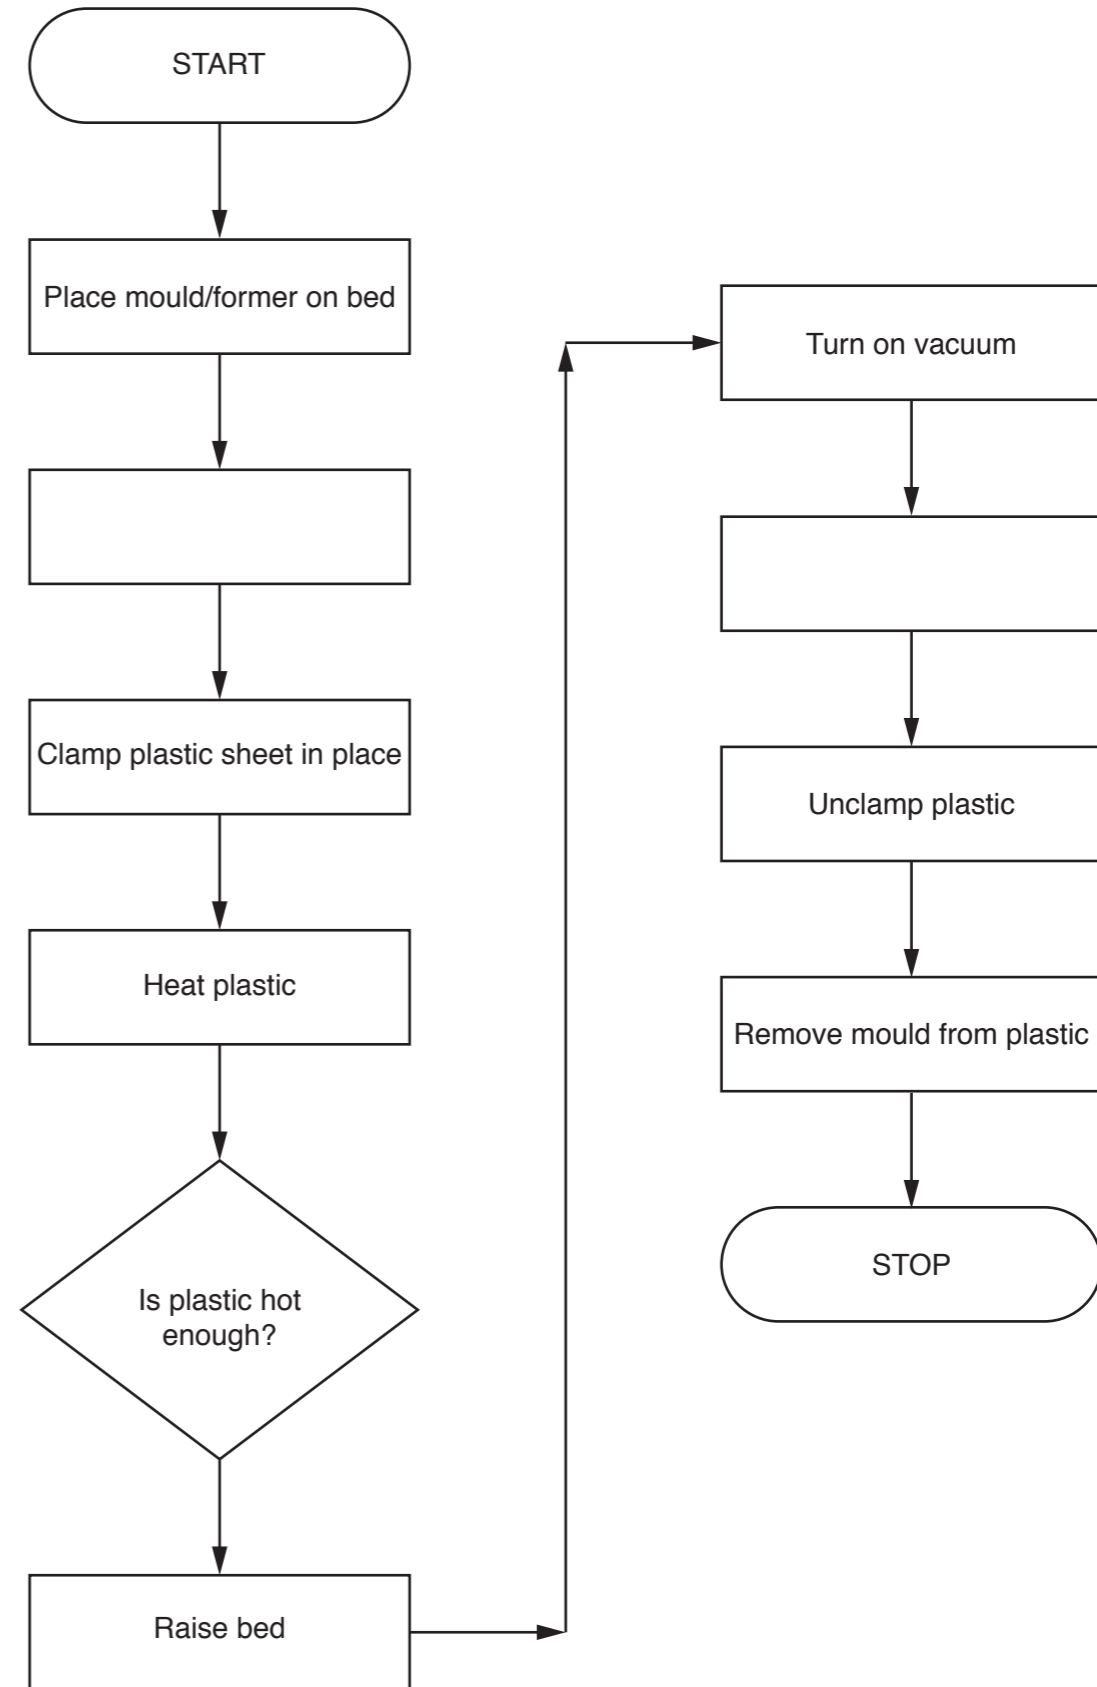 START
Place mould/former on bed
Clamp plastic sheet in place
Heat plastic
Is plastic hot
enough?
Raise bed
Turn on vacuum
Unclamp plastic
Remove mould from plastic
STOP